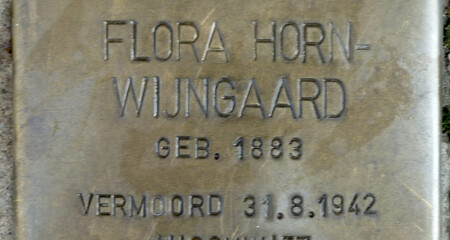 FLORA HORN-
WIJNGAARD
GEB. 1883
VERMOORD 31.8.1942